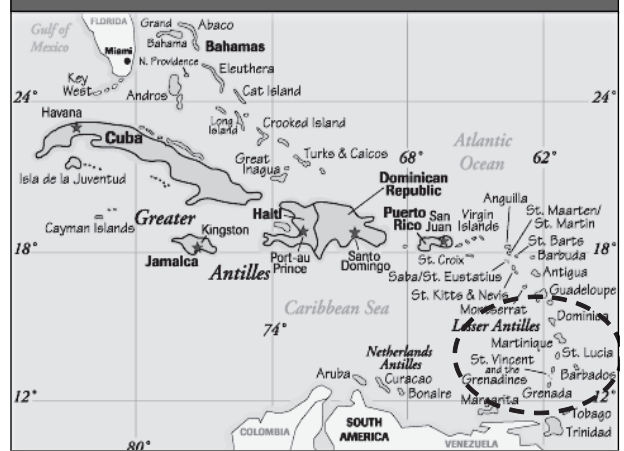 Gulf of
Mexico
FLORIDA
Miami
Key
West
Grand
Bahama
Abaco
Bahamas
N. Providence
Eleuthera
Andros
Cat Island
24°
24°
Havana
Cuba
Long
Island
Crooked Island
Great
Inagua
Turks & Caicos
Atlantic
Ocean
68°
62°
Isla de la Juventud
Cayman Islands
Greater
Antilles
Kingston
Jamaica
Haiti
Port-au
Prince
Dominican
Republic
Santo
Domingo
Puerto
Rico
San
Juan
Virgin
Islands
Anguilla
St. Maarten/
St. Martin
St. Barts
Barbuda
18°
18°
St. Croix
Saba/St. Eustatius
Antigua
St. Kitts & Nevis
Guadeloupe
Montserrat
Caribbean Sea
74°
Lesser Antilles
Dominica
Martinique
St. Lucia
St. Vincent
and the
Grenadines
Barbados
Grenada
Netherlands
Antilles
Aruba
Curacao
Bonaire
12°
12°
Margarita
Tobago
Trinidad
COLOMBIA
SOUTH
AMERICA
VENEZUELA
80°